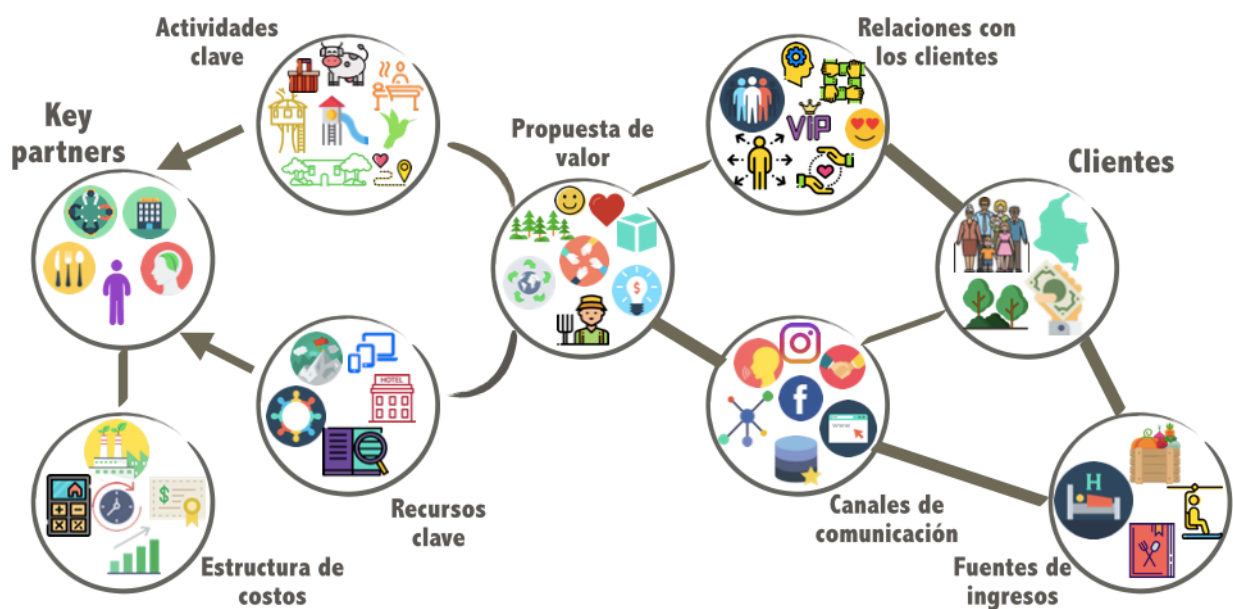 Actividades
clave
Key
partners
Propuesta de
valor
Relaciones con
los clientes
VIP
Clientes
HOTEL
$
$
Recursos
clave
Estructura de
costos
Canales de
comunicación
H
Fuentes de
ingresos